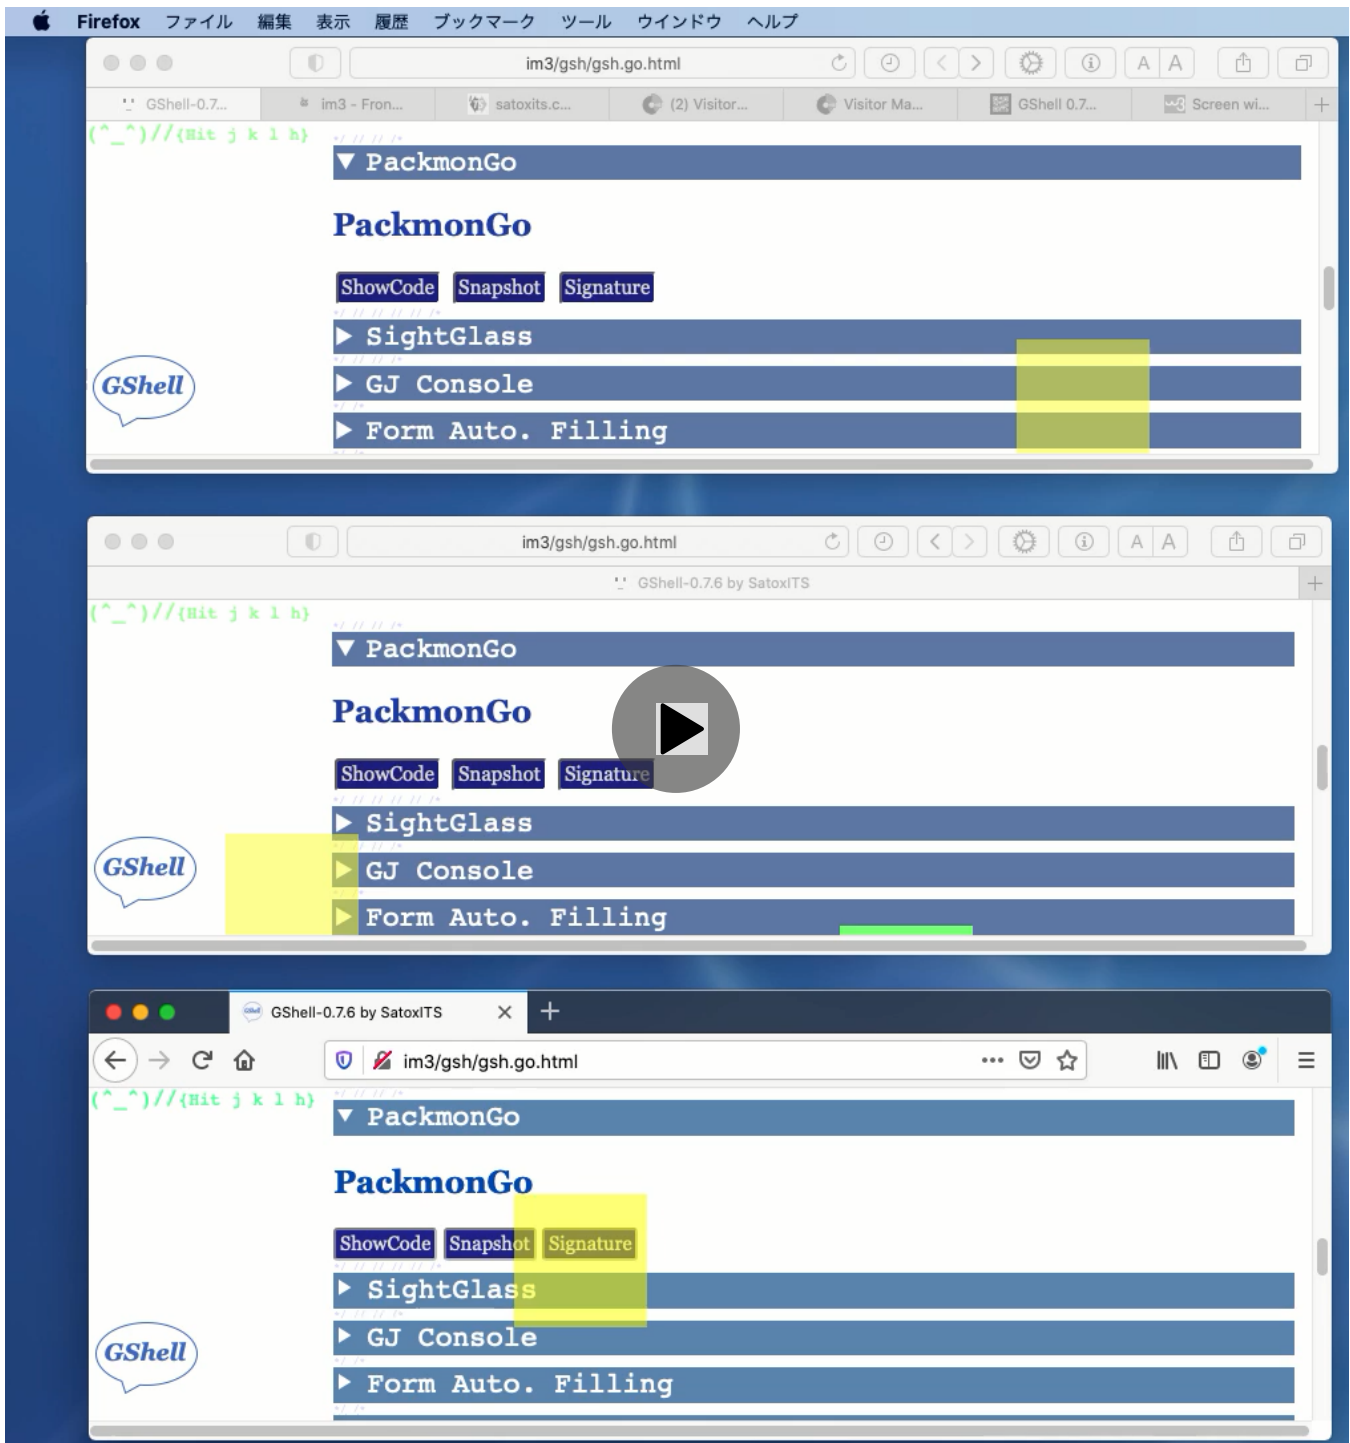 Firefox ファイル 編集 表示 履歴 ブックマーク ツール ウインドウ ヘルプ
im3/gsh/gsh.go.html
A A
GShell-0.7...
im3 - Fron...
satoxits.c...
(2) Visitor...
Visitor Ma...
GShell 0.7...
Screen wi...
(^_^)//{Hit j k l h}
*/ // // /*
PackmonGo
PackmonGo
ShowCode Snapshot Signature
*/ // // // // /*
SightGlass
*/ // // /*
GJ Console
*/ /*
Form Auto. Filling
GShell
im3/gsh/gsh.go.html
A A
GShell-0.7.6 by SatoxITS
(^_^)//{Hit j k l h}
*/ // // /*
PackmonGo
PackmonGo
ShowCode Snapshot Signature
*/ // // // // /*
SightGlass
GJ Console
Form Auto. Filling
GShell
GShell-0.7.6 by SatoxITS
im3/gsh/gsh.go.html
(^_^)//{Hit j k l h}
*/ // // /*
PackmonGo
PackmonGo
ShowCode Snapshot Signature
*/ // // // // /*
SightGlass
*/ // // /*
GJ Console
*/ /*
Form Auto. Filling
*/ /*
GShell